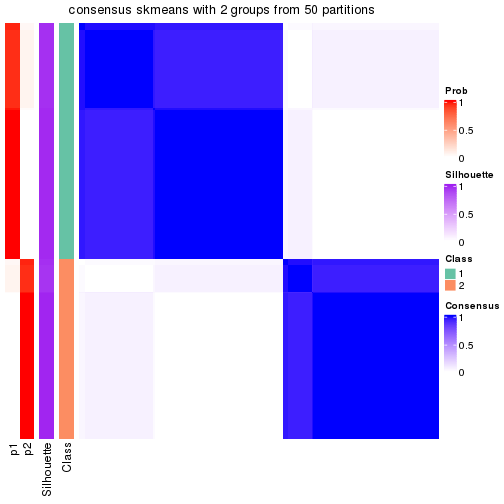 consensus skmeans with 2 groups from 50 partitions
Prob
1
0.5
0
Silhouette
1
0.5
0
Class
1
2
Consensus
1
0.5
0
p1
p2
Silhouette
Class